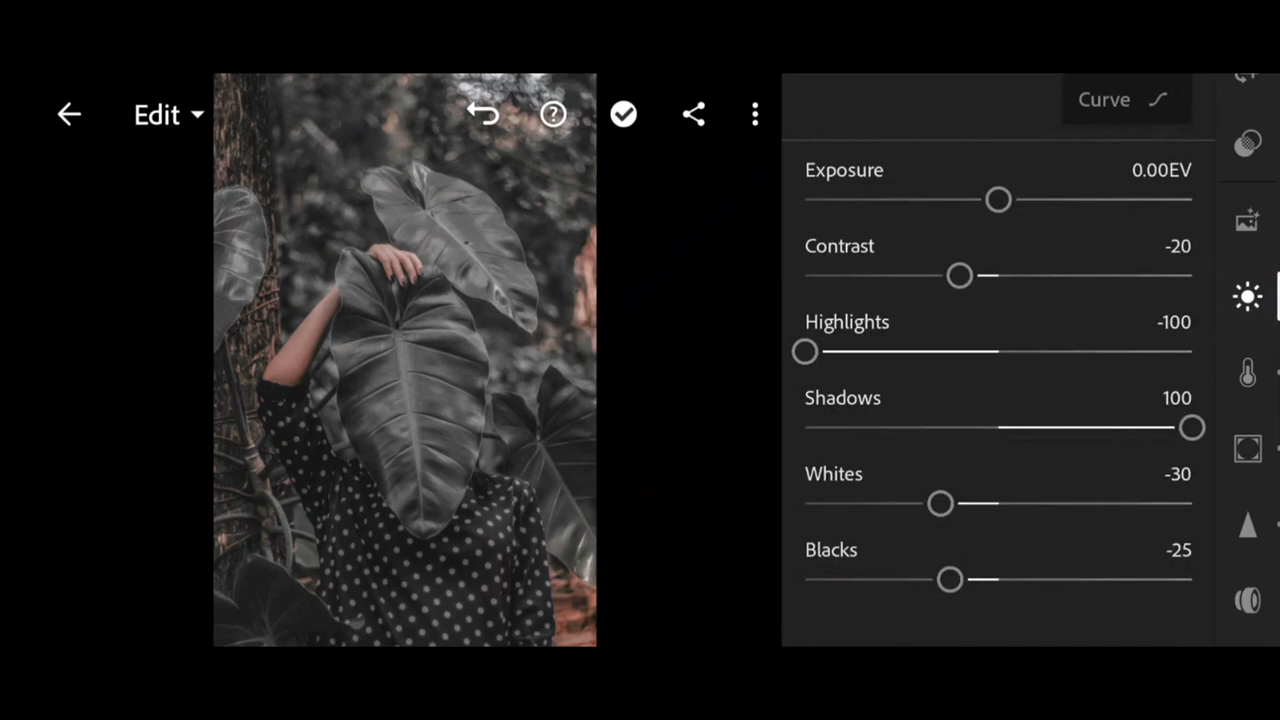 Edit
Curve
Exposure 0.00EV
Contrast -20
Highlights -100
Shadows 100
Whites -30
Blacks -25